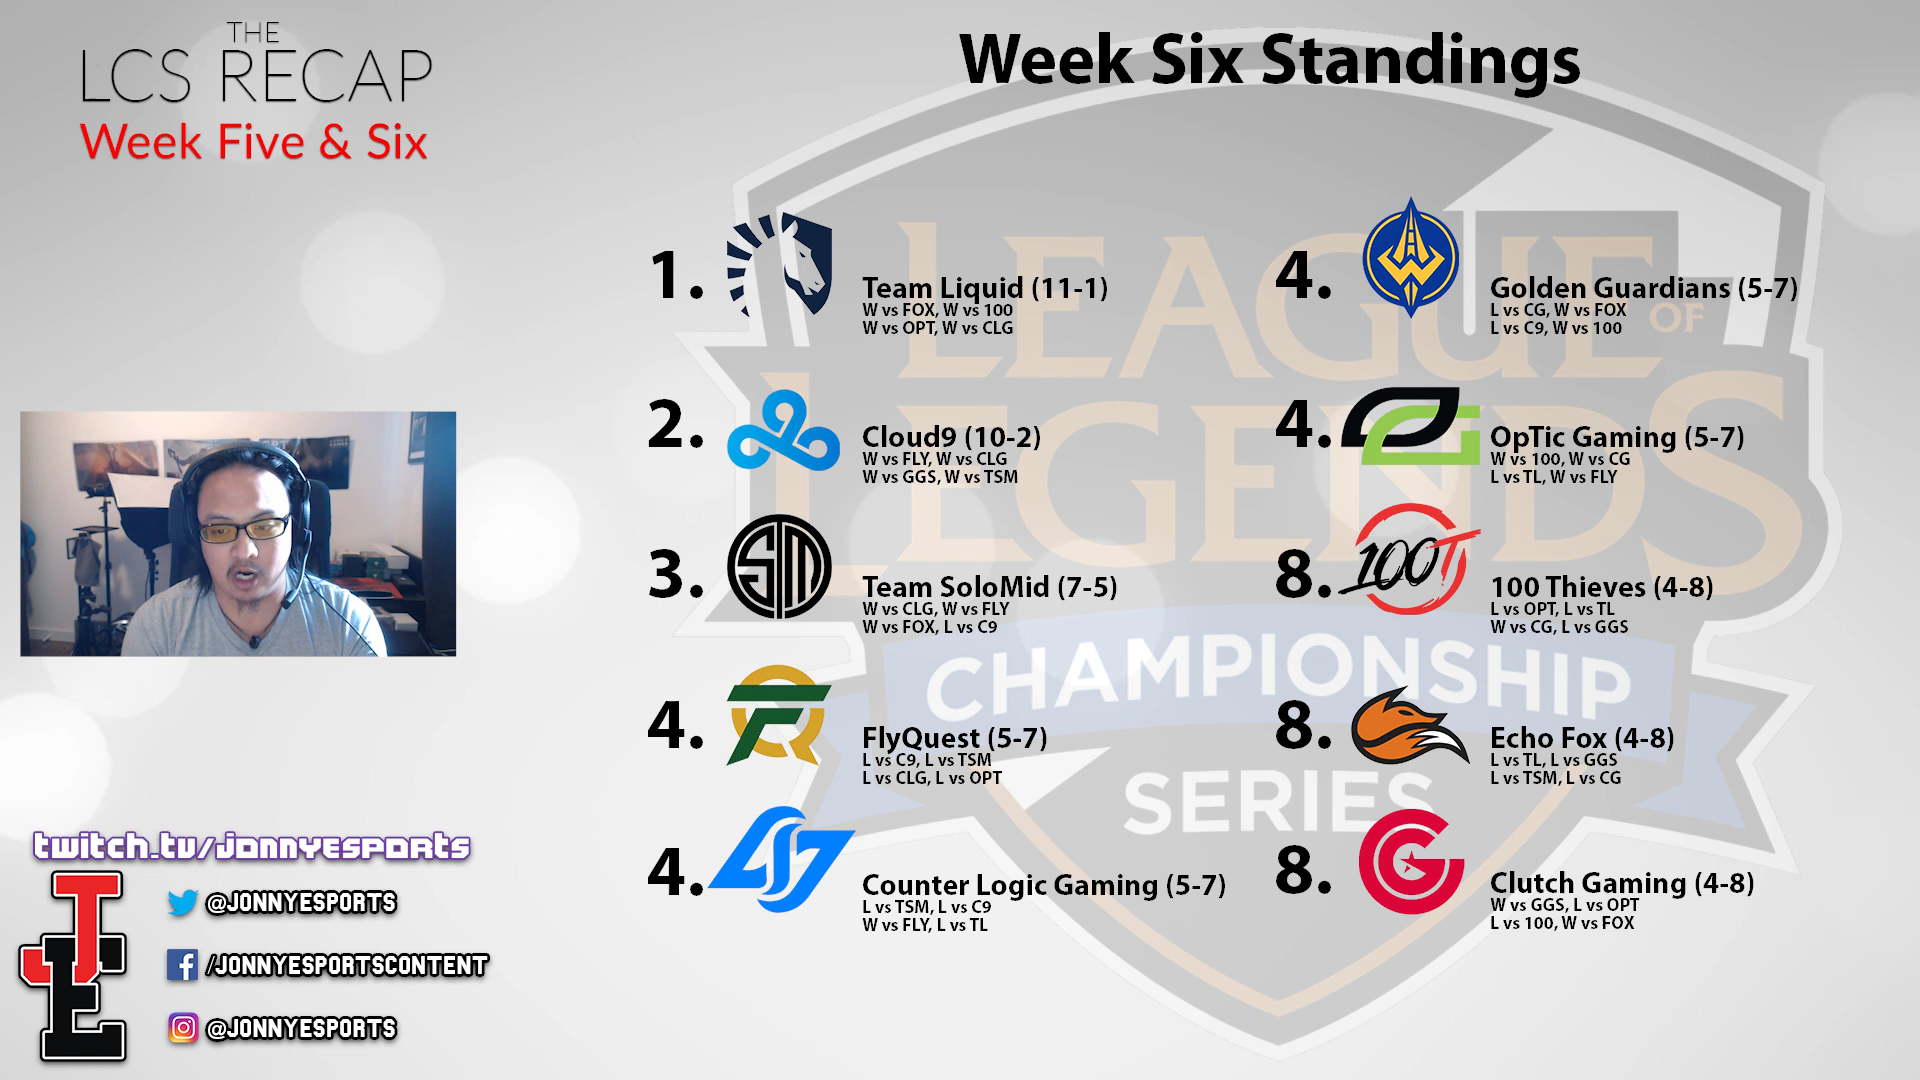 THE
LCS RECAP
Week Five & Six
Week Six Standings
1.
Team Liquid (11-1)
W vs FOX, W vs 100
W vs OPT, W vs CLG
2.
Cloud9 (10-2)
W vs FLY, W vs CLG
W vs GGS, W vs TSM
3.
TSM
Team SoloMid (7-5)
W vs CLG, W vs FLY
W vs FOX, L vs C9
4.
FlyQuest (5-7)
L vs C9, L vs TSM
L vs CLG, L vs OPT
4.
Counter Logic Gaming (5-7)
L vs TSM, L vs C9
W vs FLY, L vs TL
4.
Golden Guardians (5-7)
L vs CG, W vs FOX
L vs C9, W vs 100
4.
OpTic Gaming (5-7)
W vs 100, W vs CG
L vs TL, W vs FLY
8.
100T
100 Thieves (4-8)
L vs OPT, L vs TL
W vs CG, L vs GGS
8.
Echo Fox (4-8)
L vs TL, L vs GGS
L vs TSM, L vs CG
8.
Clutch Gaming (4-8)
W vs GGS, L vs OPT
L vs 100, W vs FOX
LEAGUE
OF
LEGENDS
CHAMPIONSHIP
SERIES
twitch.tv/jonnyesports
JE
@JONNYESPORTS
/JONNYESPORTSCONTENT
@JONNYESPORTS